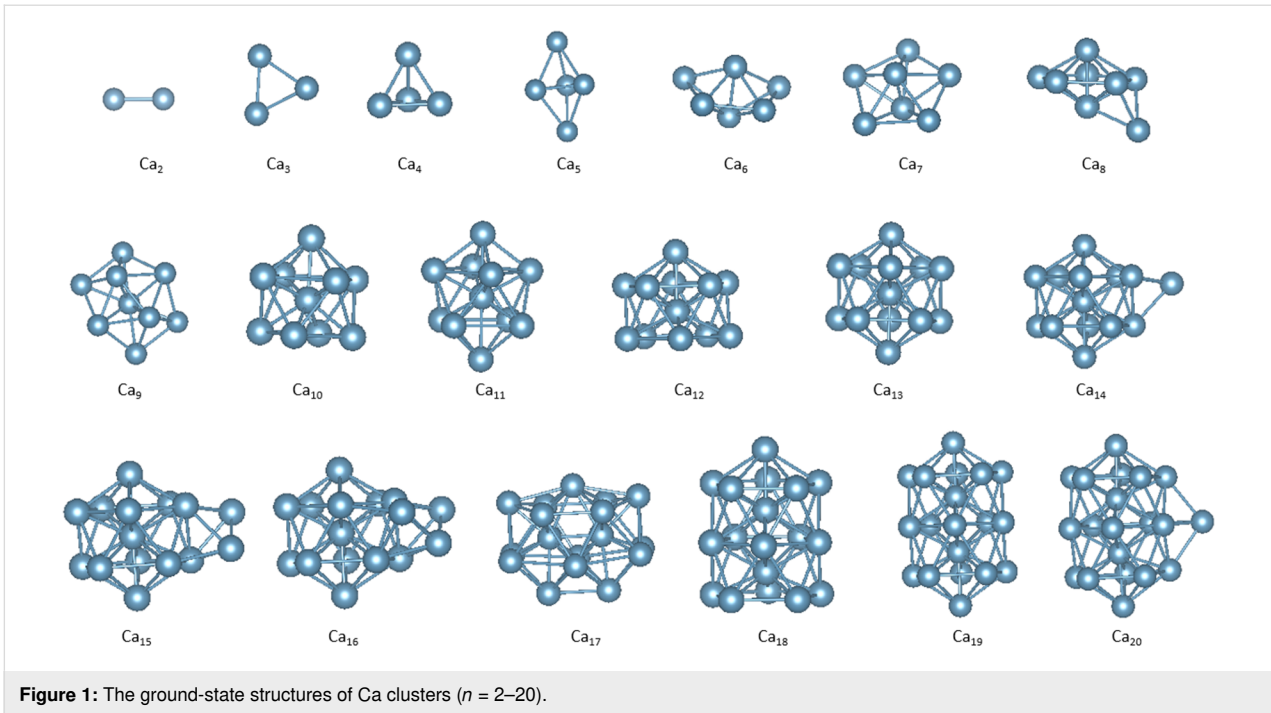 Ca₂ Ca₃ Ca₄ Ca₅ Ca₆ Ca₇ Ca₈
Ca₉ Ca₁₀ Ca₁₁ Ca₁₂ Ca₁₃ Ca₁₄
Ca₁₅ Ca₁₆ Ca₁₇ Ca₁₈ Ca₁₉ Ca₂₀
Figure 1: The ground-state structures of Ca clusters (n = 2–20).